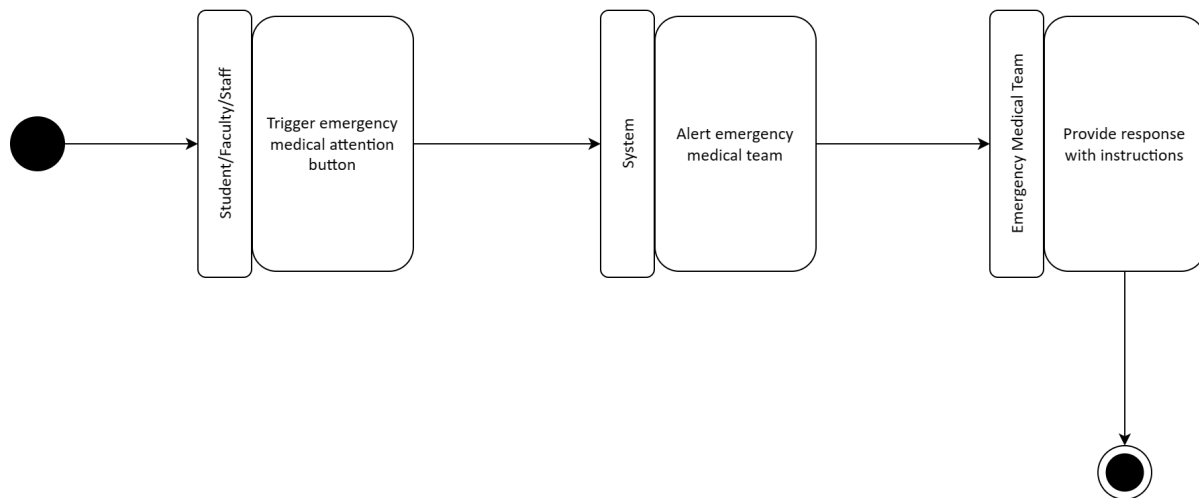 Student/Faculty/Staff
Trigger emergency
medical attention
button
System
Alert emergency
medical team
Emergency Medical Team
Provide response
with instructions